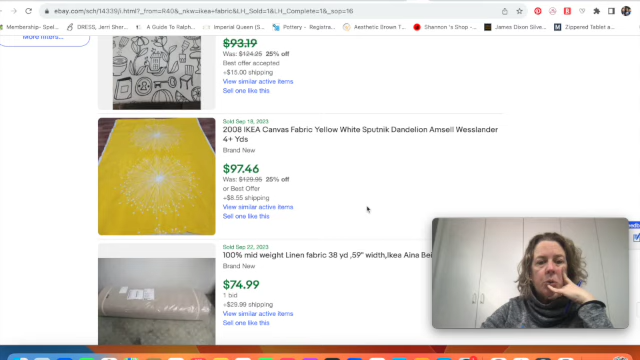 ebay.com/sch/14339/i.html?_from=R40&_nkw=ikea+fabric&LH_Sold=1&LH_Complete=1&_sop=16
Membership- Spel...
DRESS, Jerri Sherr...
A Guide To Ralph...
Imperial Queen (S...
Pottery - Registra...
Aesthetic Brown T...
Shannon 's Shop -...
James Dixon Silve...
Zippered Tablet a...
More filters...
$93.19
Was: $124.25 25% off
Best offer accepted
+$15.00 shipping
View similar active items
Sell one like this
Sold Sep 18, 2023
2008 IKEA Canvas Fabric Yellow White Sputnik Dandelion Amsell Wesslander
4+ Yds
Brand New
$97.46
Was: $129.95 25% off
or Best Offer
+$8.55 shipping
View similar active items
Sell one like this
Sold Sep 22, 2023
100% mid weight Linen fabric 38 yd ,59" width,Ikea Aina Bei
Brand New
$74.99
1 bid
+$29.99 shipping
View similar active items
Sell one like this